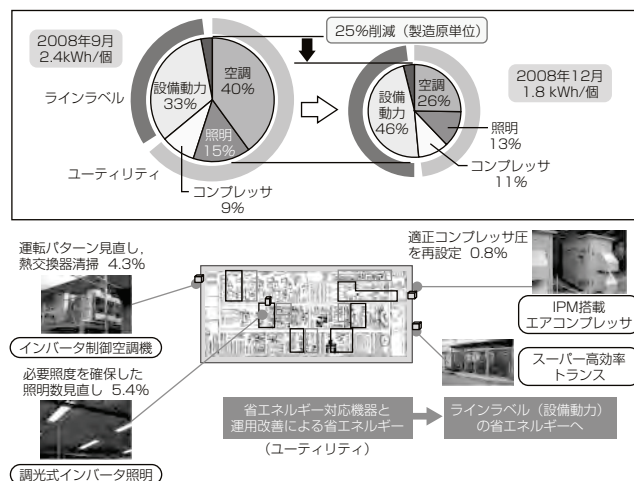 2008年9月
2.4kWh/個
25%削減（製造原単位）
2008年12月
1.8 kWh/個
ラインラベル
設備動力
33%
空調
40%
照明
15%
ユーティリティ
コンプレッサ
9%
設備
動力
46%
空調
26%
照明
13%
コンプレッサ
11%
運転パターン見直し，
熱交換器清掃 4.3%
インバータ制御空調機
必要照度を確保した
照明数見直し 5.4%
調光式インバータ照明
適正コンプレッサ圧
を再設定 0.8%
IPM搭載
エアコンプレッサ
スーパー高効率
トランス
省エネルギー対応機器と
運用改善による省エネルギー
（ユーティリティ）
ラインラベル（設備動力）
の省エネルギーへ